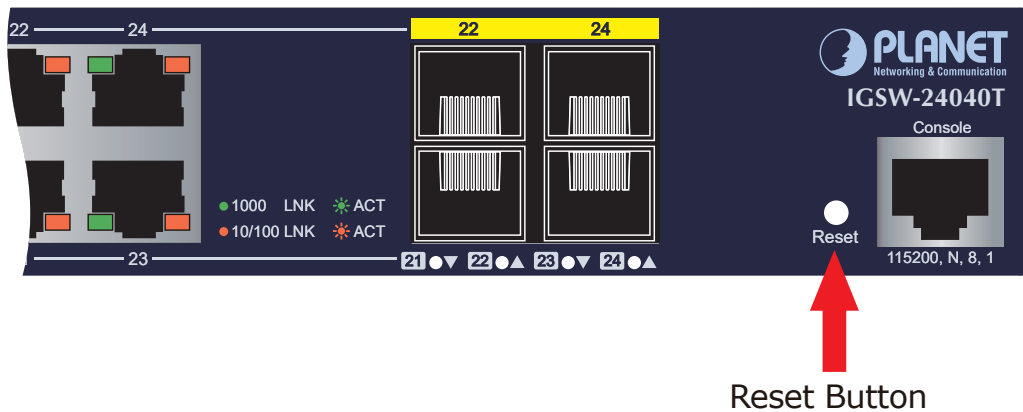 22 24 22 24
PLANET
Networking & Communication
IGSW-24040T
Console
1000 LNK ACT
10/100 LNK ACT
Reset
115200, N, 8, 1
23 21 22 23 24
Reset Button